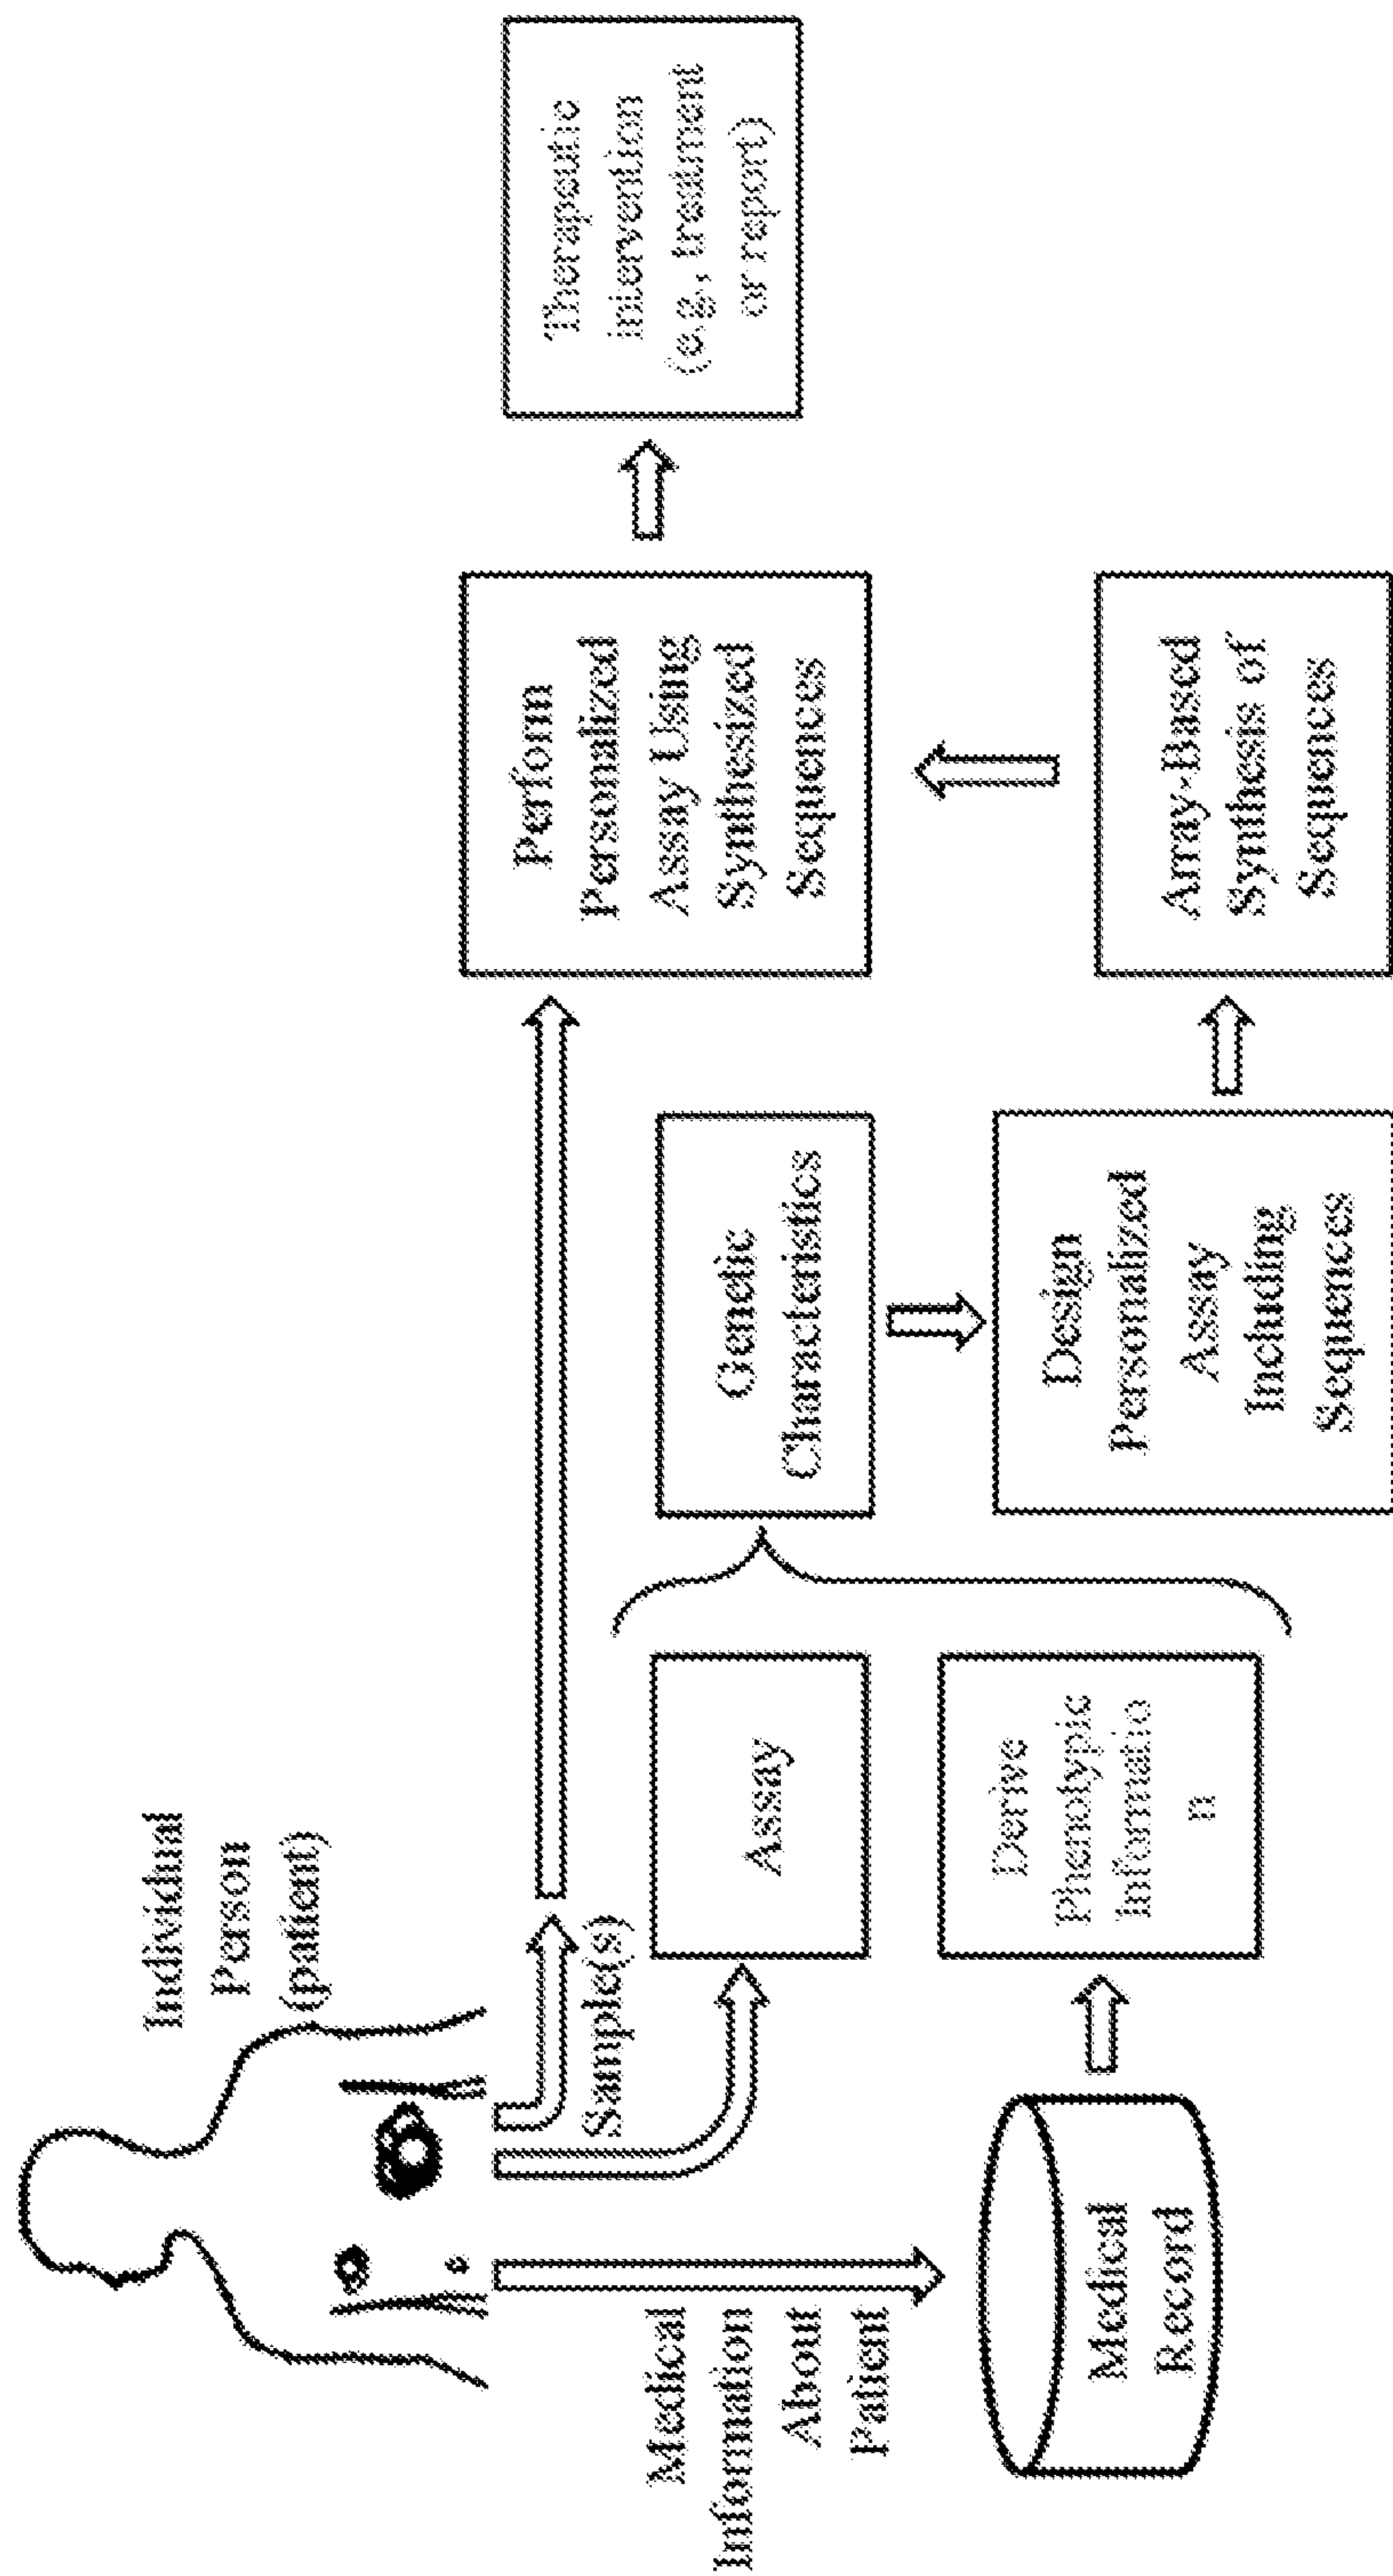 Individual
Person
(patient)
Medical
Information
About
Patient
Sample(s)
Medical
Record
Assay
Derive
Phenotypic
Informatio
n
Genetic
Characteristics
Design
Personalized
Assay
Including
Sequences
Array-Based
Synthesis of
Sequences
Perform
Personalized
Assay Using
Synthesized
Sequences
Therapeutic
intervention
(e.g., treatment
or report)